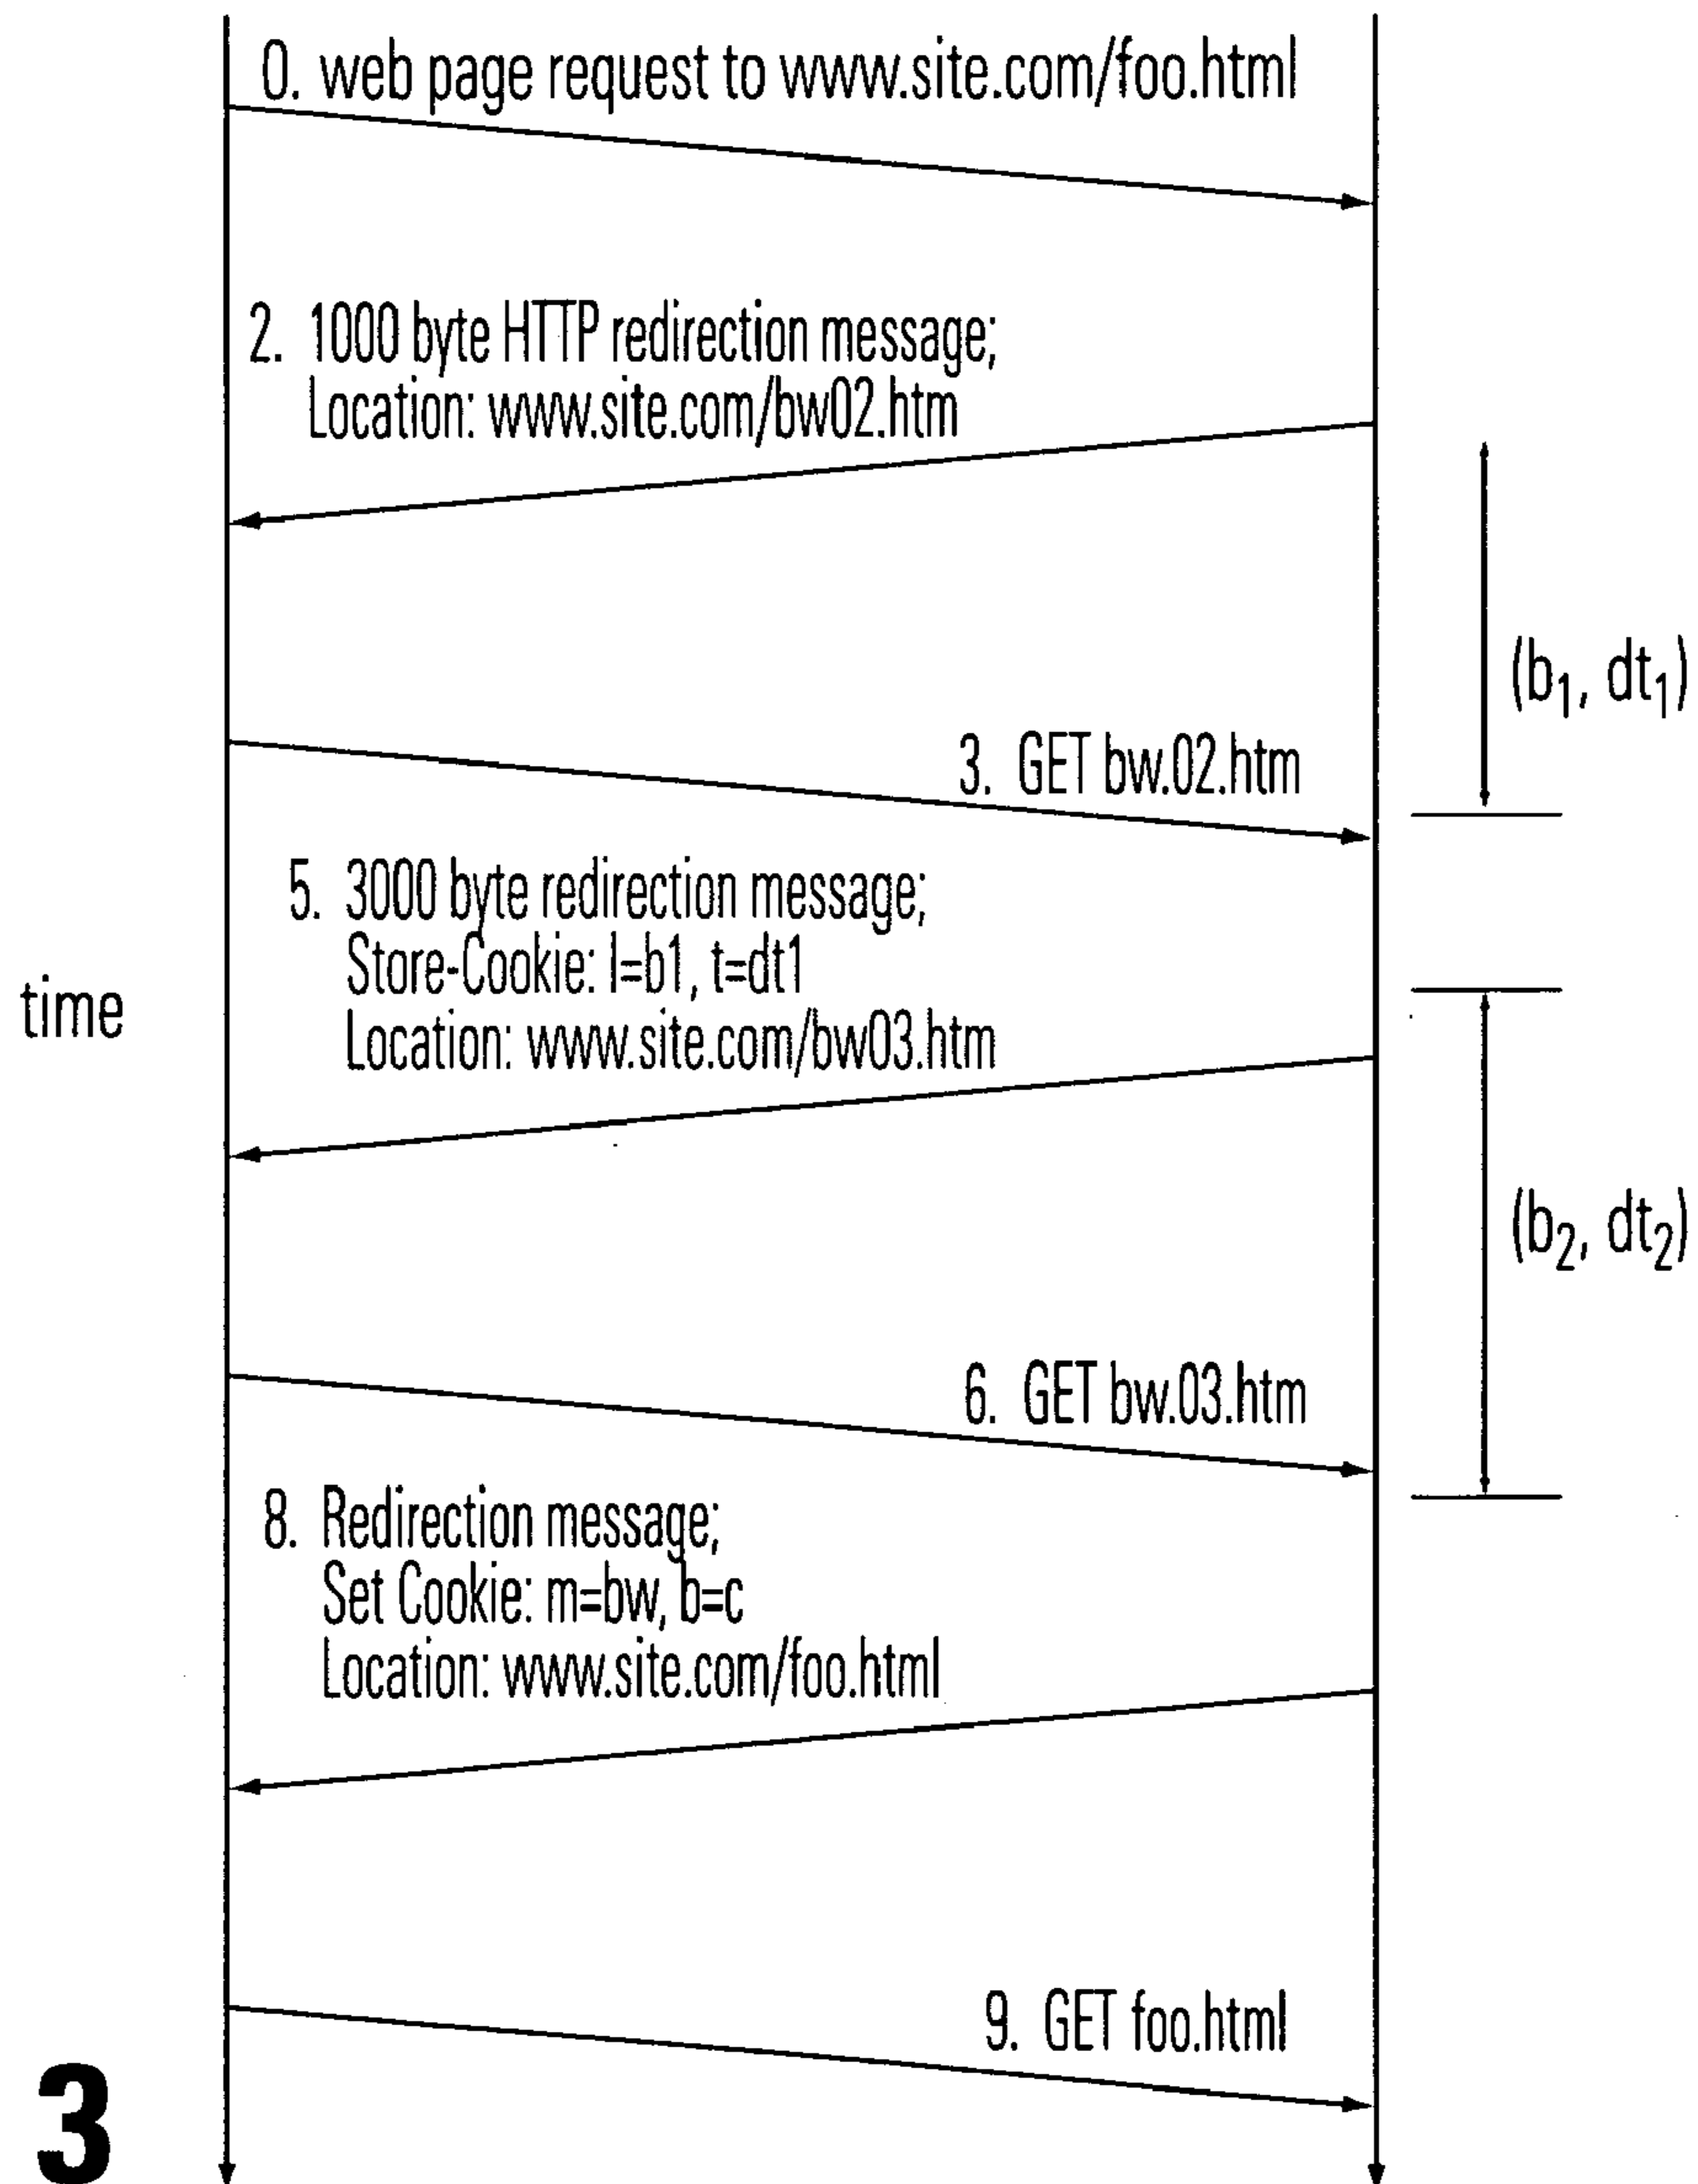 0. web page request to www.site.com/foo.html
2. 1000 byte HTTP redirection message;
Location: www.site.com/bw02.htm
(b₁, dt₁)
3. GET bw.02.htm
5. 3000 byte redirection message;
Store-Cookie: l=b1, t=dt1
Location: www.site.com/bw03.htm
time
(b₂, dt₂)
6. GET bw.03.htm
8. Redirection message;
Set Cookie: m=bw, b=c
Location: www.site.com/foo.html
9. GET foo.html
3